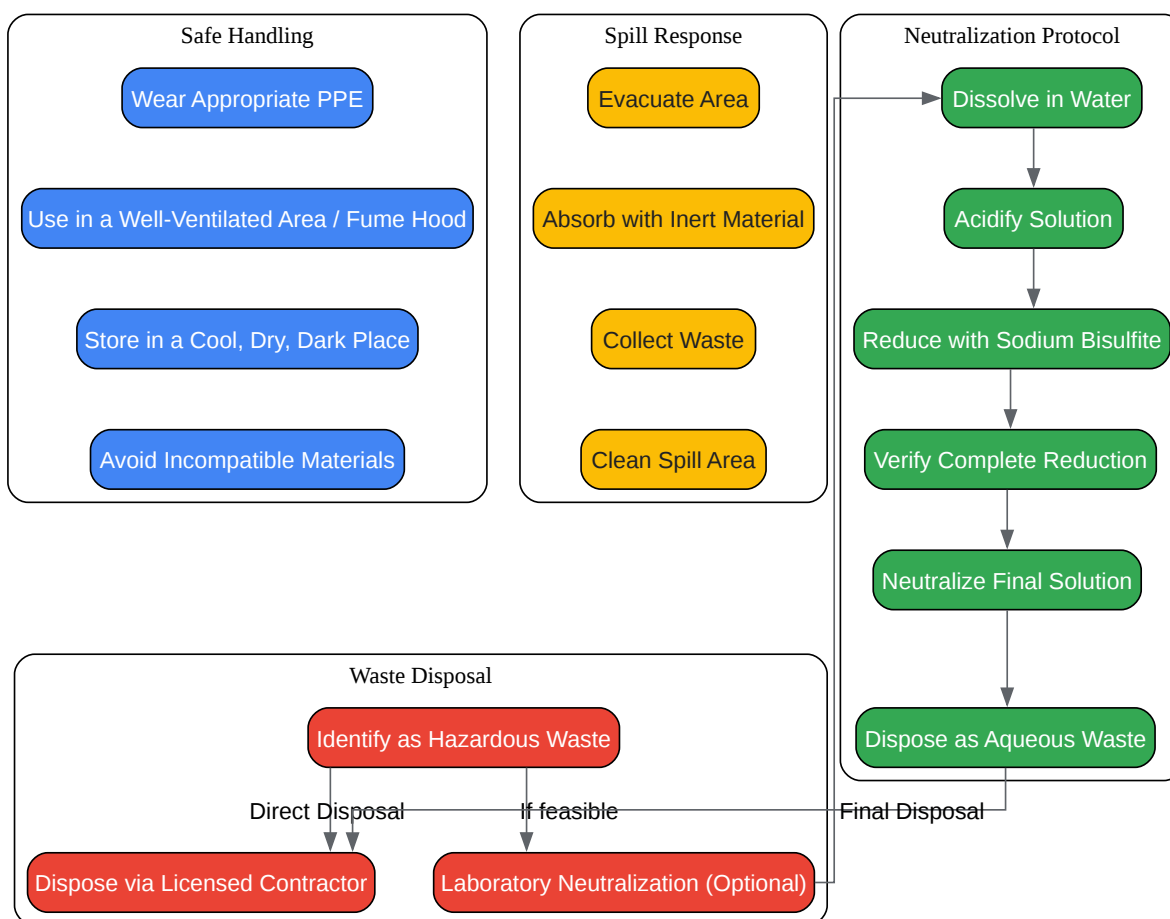 Safe Handling
Wear Appropriate PPE
Use in a Well-Ventilated Area / Fume Hood
Store in a Cool, Dry, Dark Place
Avoid Incompatible Materials
Spill Response
Evacuate Area
Absorb with Inert Material
Collect Waste
Clean Spill Area
Neutralization Protocol
Dissolve in Water
Acidify Solution
Reduce with Sodium Bisulfite
Verify Complete Reduction
Neutralize Final Solution
Dispose as Aqueous Waste
Waste Disposal
Identify as Hazardous Waste
Direct Disposal
If feasible
Final Disposal
Dispose via Licensed Contractor
Laboratory Neutralization (Optional)